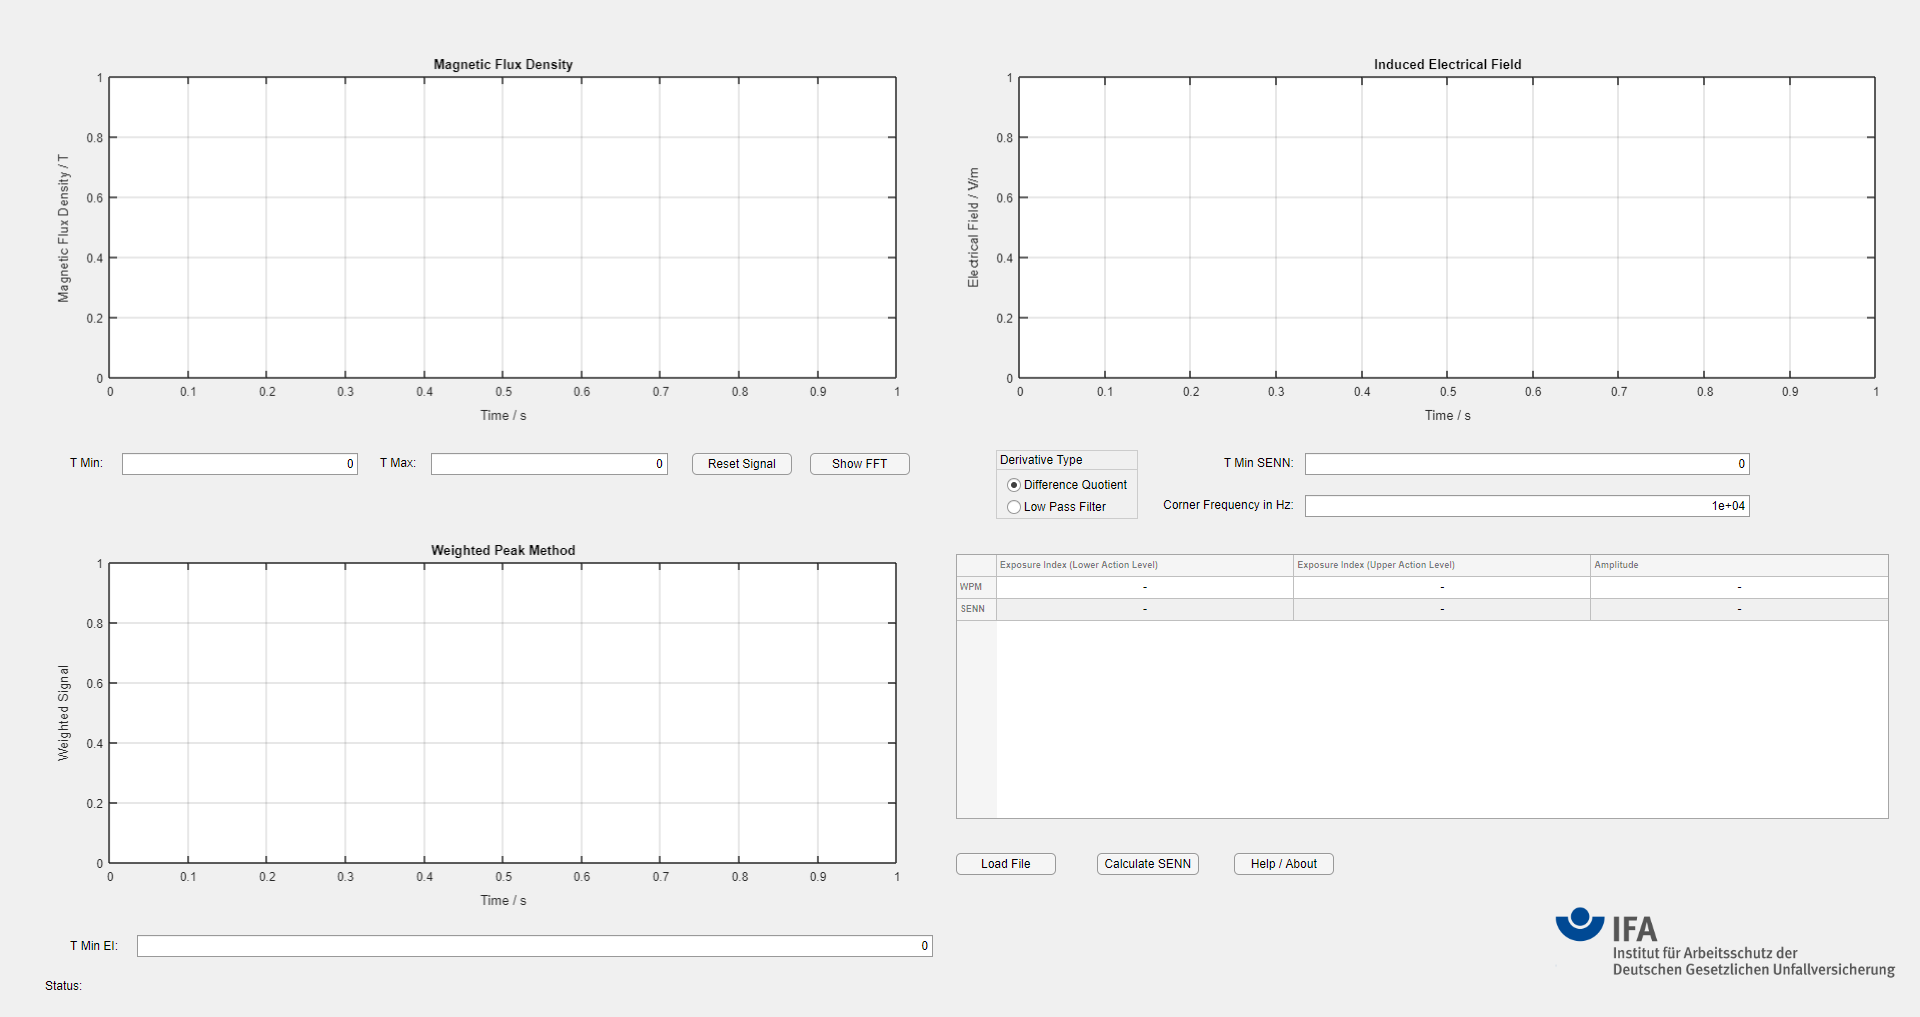 Magnetic Flux Density
Magnetic Flux Density / T
1
0.8
0.6
0.4
0.2
0
0 0.1 0.2 0.3 0.4 0.5 0.6 0.7 0.8 0.9 1
Time / s
Induced Electrical Field
Electrical Field / V/m
1
0.8
0.6
0.4
0.2
0
0 0.1 0.2 0.3 0.4 0.5 0.6 0.7 0.8 0.9 1
Time / s
T Min: 0 T Max: 0 Reset Signal Show FFT
Derivative Type
Difference Quotient
Low Pass Filter
T Min SENN: 0
Corner Frequency in Hz: 1e+04
Weighted Peak Method
Weighted Signal
1
0.8
0.6
0.4
0.2
0
0 0.1 0.2 0.3 0.4 0.5 0.6 0.7 0.8 0.9 1
Time / s
Exposure Index (Lower Action Level) Exposure Index (Upper Action Level) Amplitude
WPM - - -
SENN - - -
Load File Calculate SENN Help / About
T Min EI: 0
Status:
IFA
Institut für Arbeitsschutz der
Deutschen Gesetzlichen Unfallversicherung